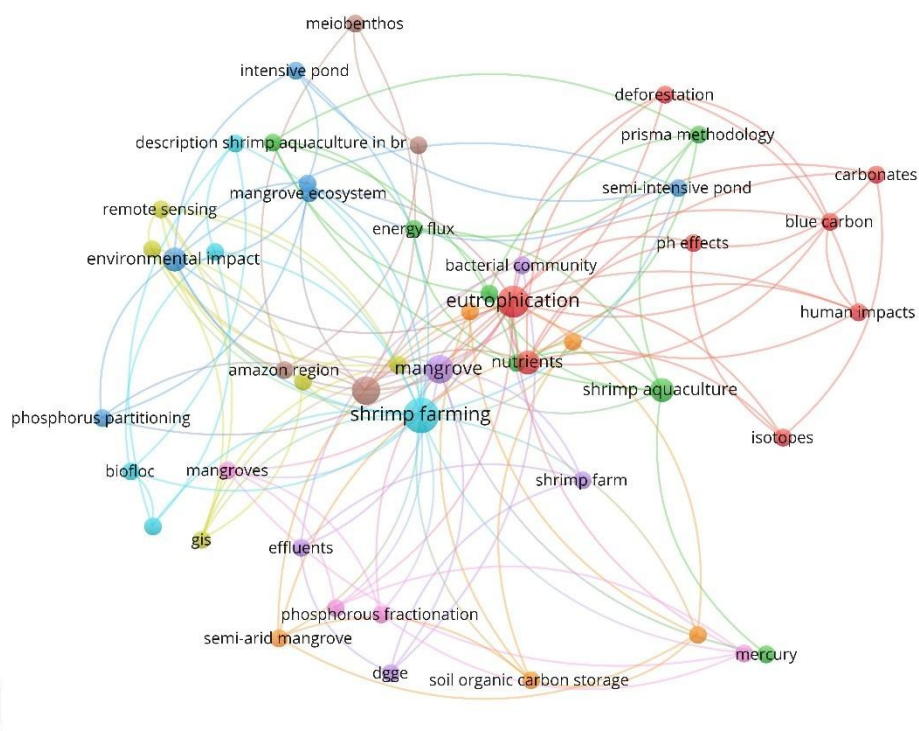 meiobenthos
intensive pond
deforestation
prisma methodology
description shrimp aquaculture in br
carbonates
semi-intensive pond
mangrove ecosystem
remote sensing
blue carbon
energy flux
ph effects
environmental impact
bacterial community
eutrophication
human impacts
nutrients
amazon region
mangrove
shrimp aquaculture
shrimp farming
phosphorus partitioning
isotopes
biofloc
mangroves
shrimp farm
gis
effluents
phosphorous fractionation
semi-arid mangrove
mercury
dgge
soil organic carbon storage